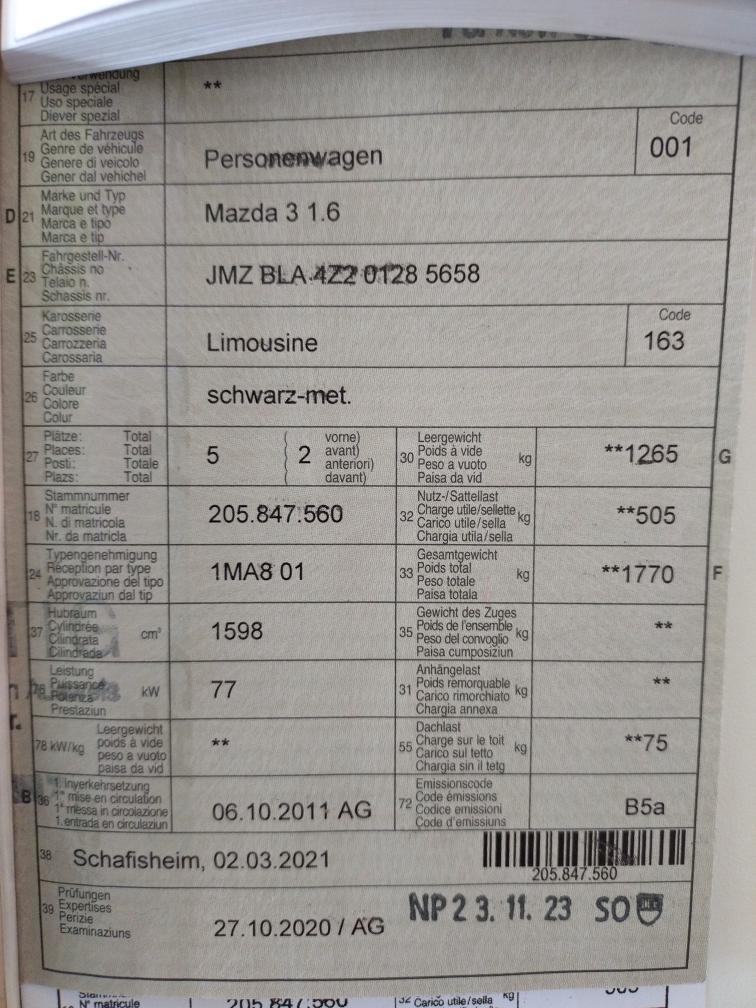 17 Usage spécial
**
Uso speciale
Diever spezial
19 Art des Fahrzeugs
Genre de véhicule
Genere di veicolo
Gener dal vehichel
Personenwagen
Code
001
D 21 Marke und Typ
Marque et type
Marca e tipo
Marca e tip
Mazda 3 1.6
E 23 Fahrgestell-Nr.
Châssis no
Telaio n.
Schassis nr.
JMZ BLA 4Z2 0128 5658
25 Karosserie
Carrosserie
Carrozzeria
Carossaria
Limousine
Code
163
26 Farbe
Couleur
Colore
Colur
schwarz-met.
27 Plätze: Total
Places: Total
Posti: Totale
Plazs: Total
5
2
vorne)
avant)
anteriori)
davant)
30 Leergewicht
Poids à vide
Peso a vuoto
Paisa da vid
kg
**1265
G
18 Stammnummer
N° matricule
N. di matricola
Nr. da matricla
205.847.560
32 Nutz-/Sattellast
Charge utile/sellette
Carico utile/sella
Chargia utila/sella
kg
**505
24 Typengenehmigung
Réception par type
Approvazione del tipo
Approvaziun dal tip
1MA8 01
33 Gesamtgewicht
Poids total
Peso totale
Paisa totala
kg
**1770
F
37 Hubraum
Cylindrée
Cilindrata
Cilindrada
cm³
1598
35 Gewicht des Zuges
Poids de l'ensemble
Peso del convoglio
Paisa cumposiziun
kg
**
76 Leistung
Puissance
Potenza
Prestaziun
kW
77
31 Anhängelast
Poids remorquable
Carico rimorchiato
Chargia annexa
kg
**
78 kW/kg
Leergewicht
poids à vide
peso a vuoto
paisa da vid
**
55 Dachlast
Charge sur le toit
Carico sul tetto
Chargia sin il tetg
kg
**75
B 36 1. Inverkehrsetzung
1re mise en circulation
1a messa in circolazione
1. entrada en circulaziun
06.10.2011 AG
72 Emissionscode
Code émissions
Codice emissioni
Code d'emissiuns
B5a
38 Schafisheim, 02.03.2021
205.847.560
39 Prüfungen
Expertises
Perizie
Examinaziuns
27.10.2020 / AG
NP 2 3. 11. 23 SO
N° matricule
205 847.560
32 Carico utile/sella
kg